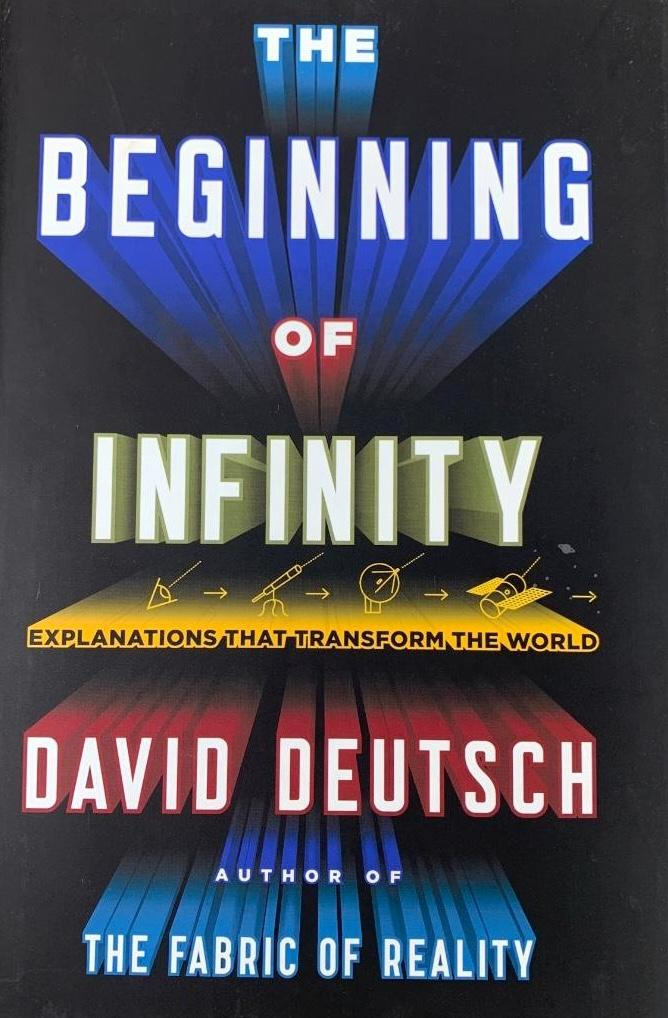 THE
BEGINNING
OF
INFINITY
EXPLANATIONS THAT TRANSFORM THE WORLD
DAVID DEUTSCH
AUTHOR OF
THE FABRIC OF REALITY